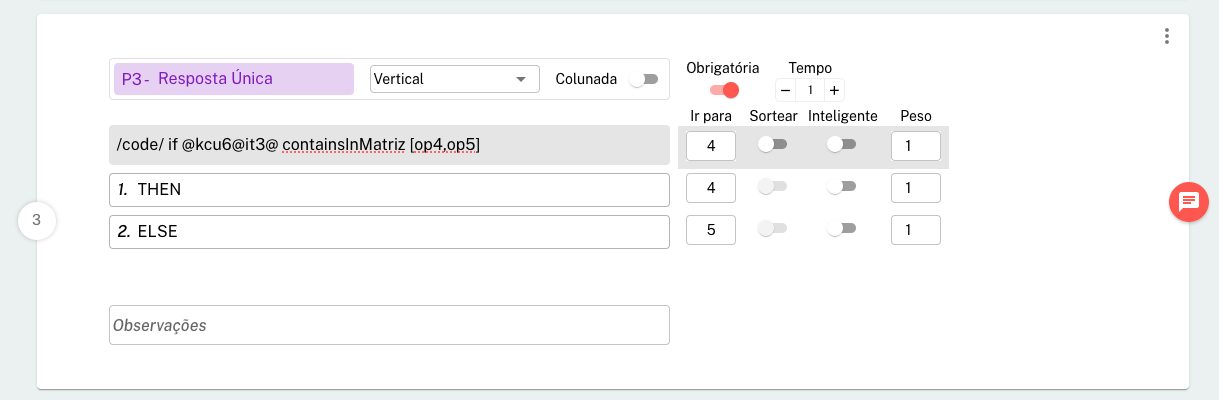 P3 - Resposta Única
Vertical
Colunada
Obrigatória
Tempo
− 1 +
Ir para Sortear Inteligente Peso
/code/ if @kcu6@it3@ containsInMatriz [op4,op5]
4 1
1. THEN
4 1
3
2. ELSE
5 1
Observações